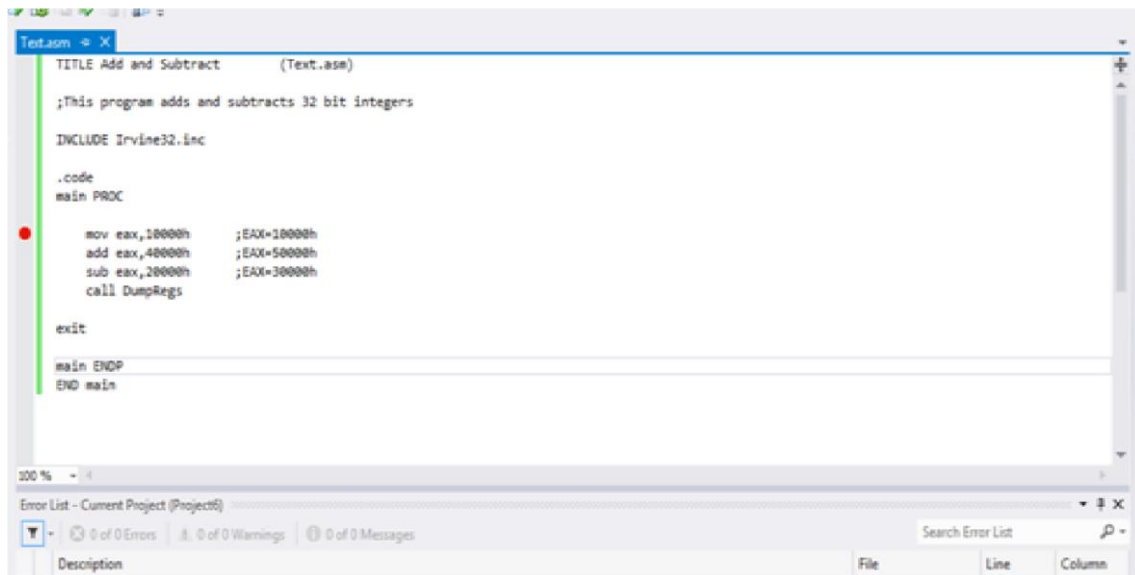 Text.asm
TITLE Add and Subtract (Text.asm)
;This program adds and subtracts 32 bit integers
INCLUDE Irvine32.inc
.code
main PROC
mov eax,10000h ;EAX=10000h
add eax,40000h ;EAX=50000h
sub eax,20000h ;EAX=30000h
call DumpRegs
exit
main ENDP
END main
100 %
Error List - Current Project (Project6)
0 of 0 Errors 0 of 0 Warnings 0 of 0 Messages Search Error List
Description File Line Column